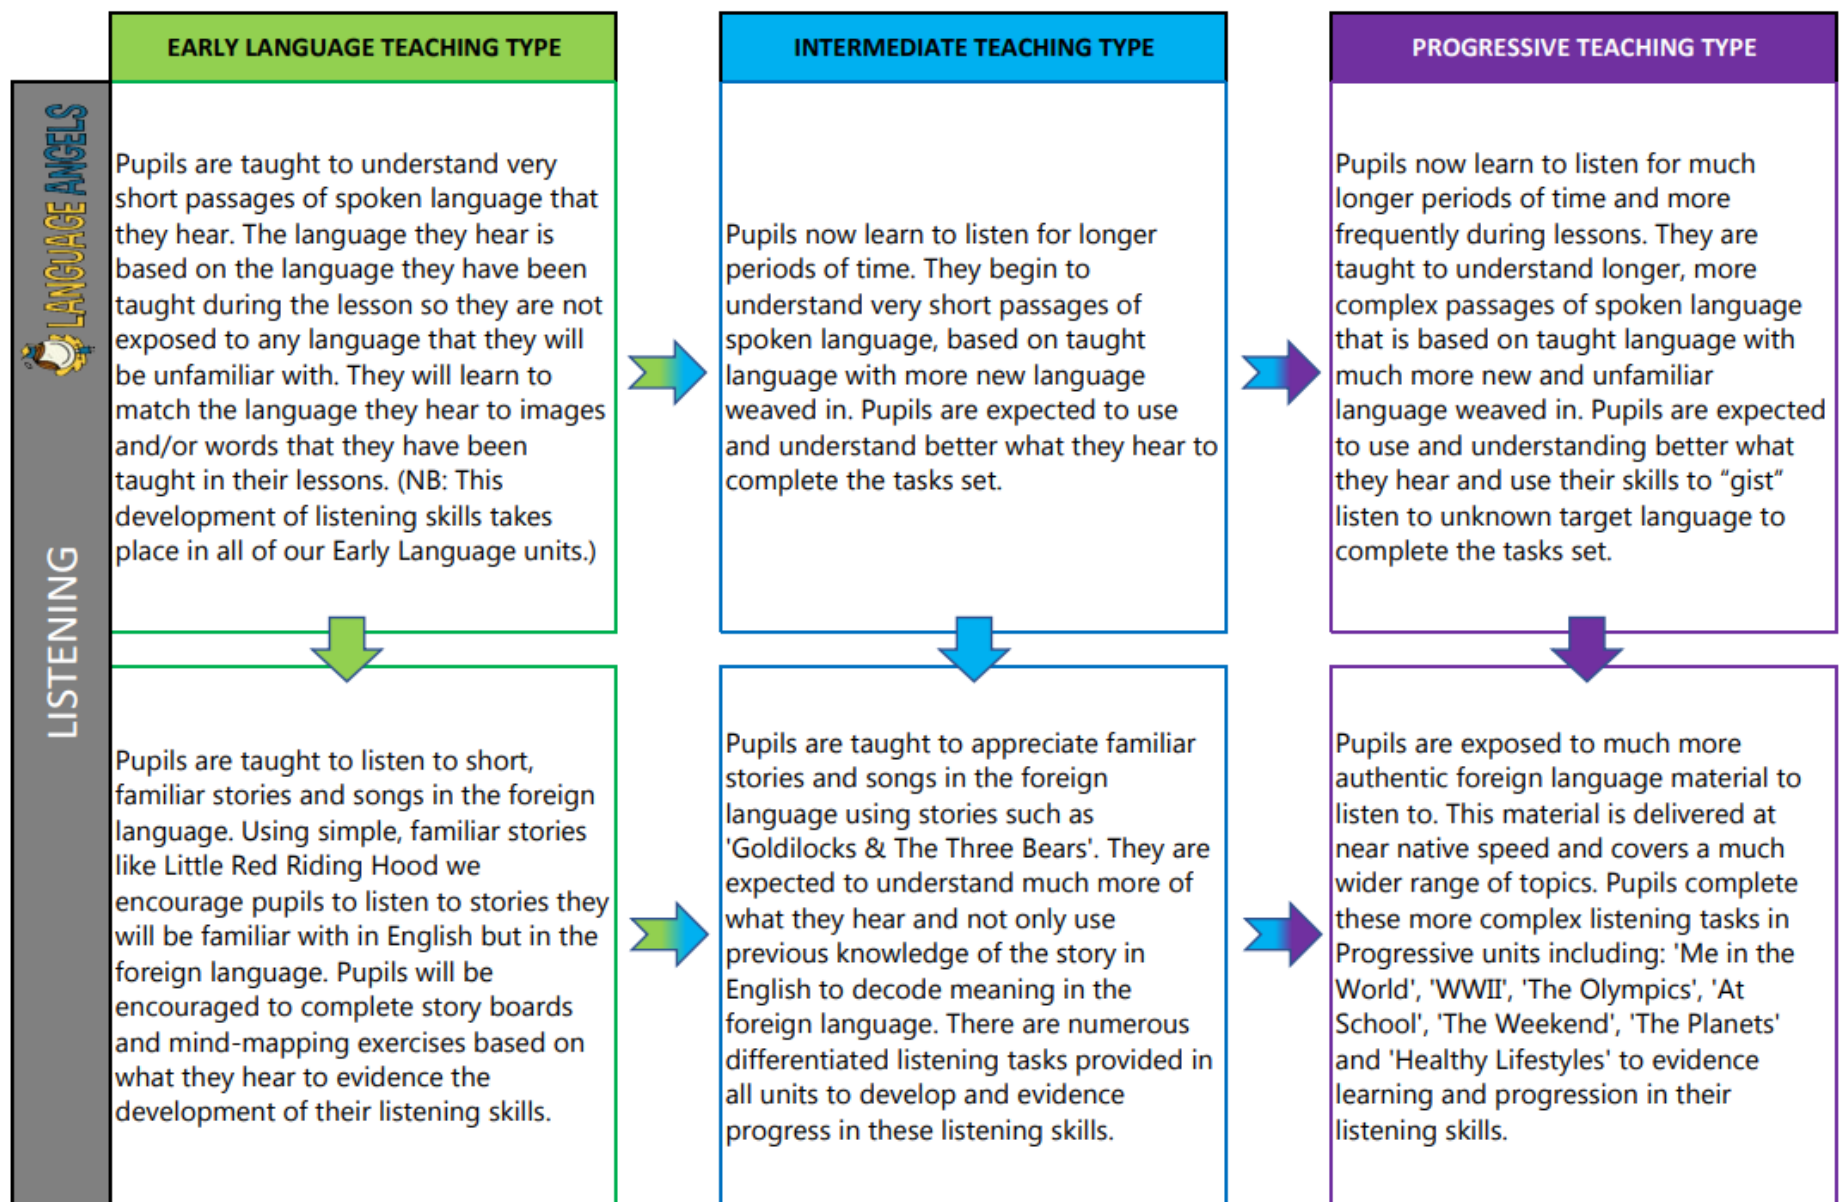 EARLY LANGUAGE TEACHING TYPE
INTERMEDIATE TEACHING TYPE
PROGRESSIVE TEACHING TYPE
LANGUAGE ANGELS
LISTENING
Pupils are taught to understand very
short passages of spoken language that
they hear. The language they hear is
based on the language they have been
taught during the lesson so they are not
exposed to any language that they will
be unfamiliar with. They will learn to
match the language they hear to images
and/or words that they have been
taught in their lessons. (NB: This
development of listening skills takes
place in all of our Early Language units.)
Pupils now learn to listen for longer
periods of time. They begin to
understand very short passages of
spoken language, based on taught
language with more new language
weaved in. Pupils are expected to use
and understand better what they hear to
complete the tasks set.
Pupils now learn to listen for much
longer periods of time and more
frequently during lessons. They are
taught to understand longer, more
complex passages of spoken language
that is based on taught language with
much more new and unfamiliar
language weaved in. Pupils are expected
to use and understanding better what
they hear and use their skills to “gist”
listen to unknown target language to
complete the tasks set.
Pupils are taught to listen to short,
familiar stories and songs in the foreign
language. Using simple, familiar stories
like Little Red Riding Hood we
encourage pupils to listen to stories they
will be familiar with in English but in the
foreign language. Pupils will be
encouraged to complete story boards
and mind-mapping exercises based on
what they hear to evidence the
development of their listening skills.
Pupils are taught to appreciate familiar
stories and songs in the foreign
language using stories such as
'Goldilocks & The Three Bears'. They are
expected to understand much more of
what they hear and not only use
previous knowledge of the story in
English to decode meaning in the
foreign language. There are numerous
differentiated listening tasks provided in
all units to develop and evidence
progress in these listening skills.
Pupils are exposed to much more
authentic foreign language material to
listen to. This material is delivered at
near native speed and covers a much
wider range of topics. Pupils complete
these more complex listening tasks in
Progressive units including: 'Me in the
World', 'WWII', 'The Olympics', 'At
School', 'The Weekend', 'The Planets'
and 'Healthy Lifestyles' to evidence
learning and progression in their
listening skills.